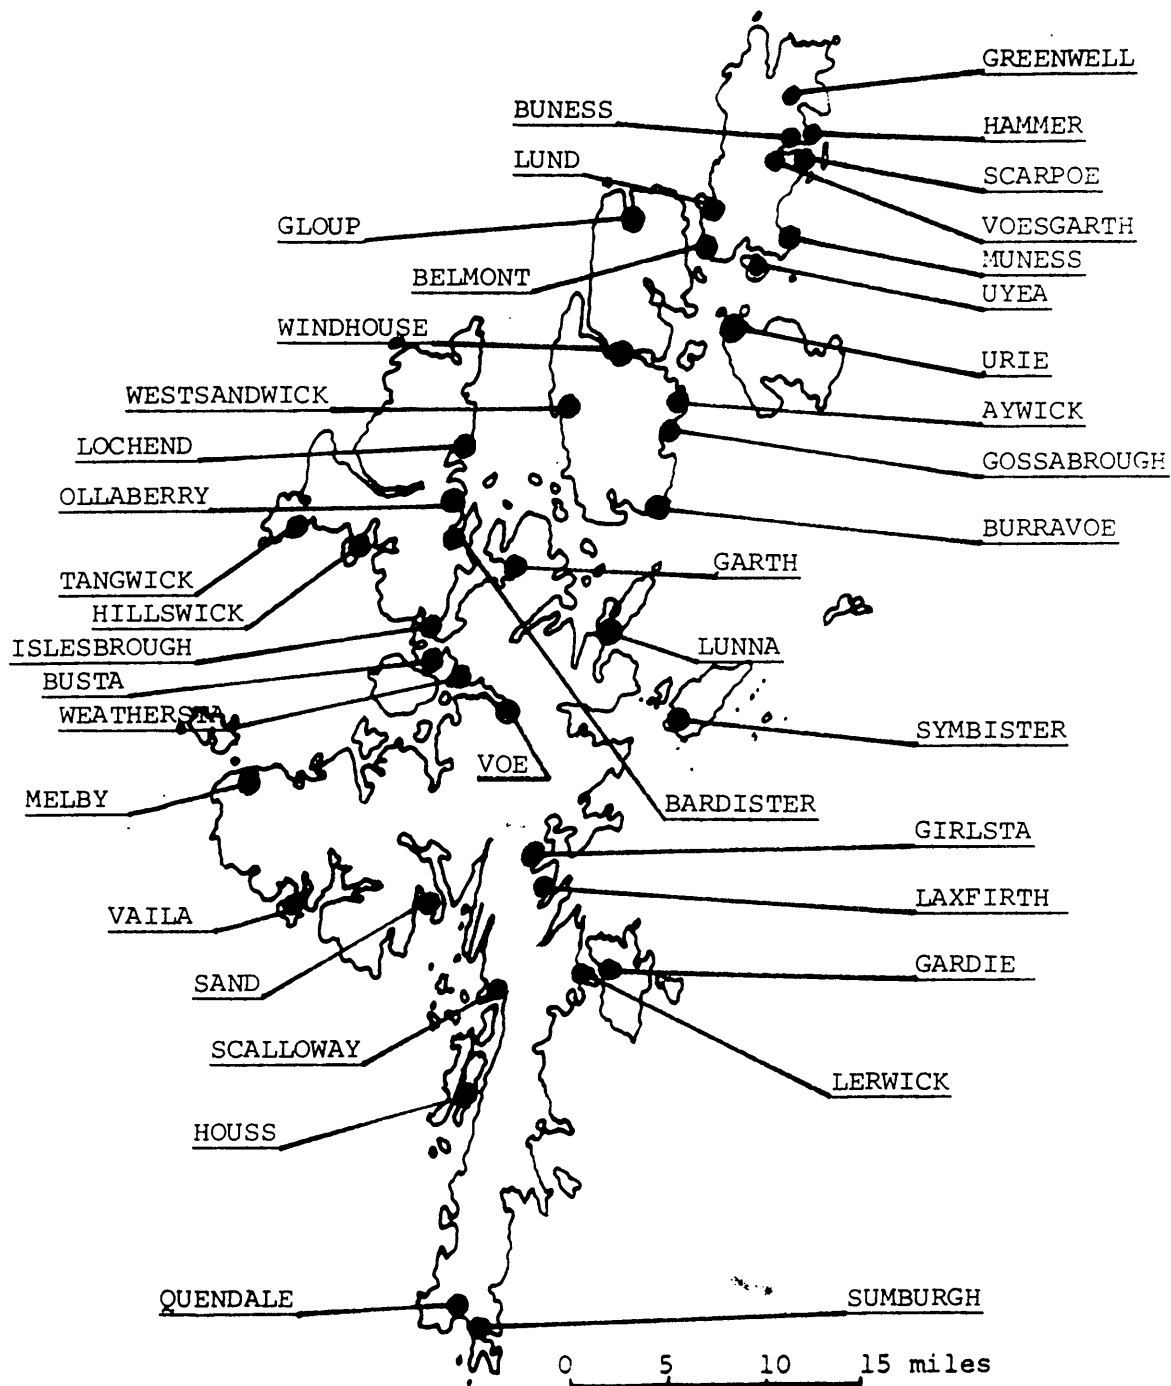 GREENWELL
BUNESS
HAMMER
LUND
SCARPOE
GLOUP
VOESGARTH
MUNESS
BELMONT
UYEA
WINDHOUSE
URIE
WESTSANDWICK
AYWICK
LOCHEND
GOSSABROUGH
OLLABERRY
BURRAVOE
GARTH
TANGWICK
HILLSWICK
ISLESBROUGH
LUNNA
BUSTA
WEATHERSTA
SYMBISTER
VOE
MELBY
BARDISTER
GIRLSTA
LAXFIRTH
VAILA
GARDIE
SAND
SCALLOWAY
LERWICK
HOUSS
QUENDALE
SUMBURGH
0 5 10 15 miles